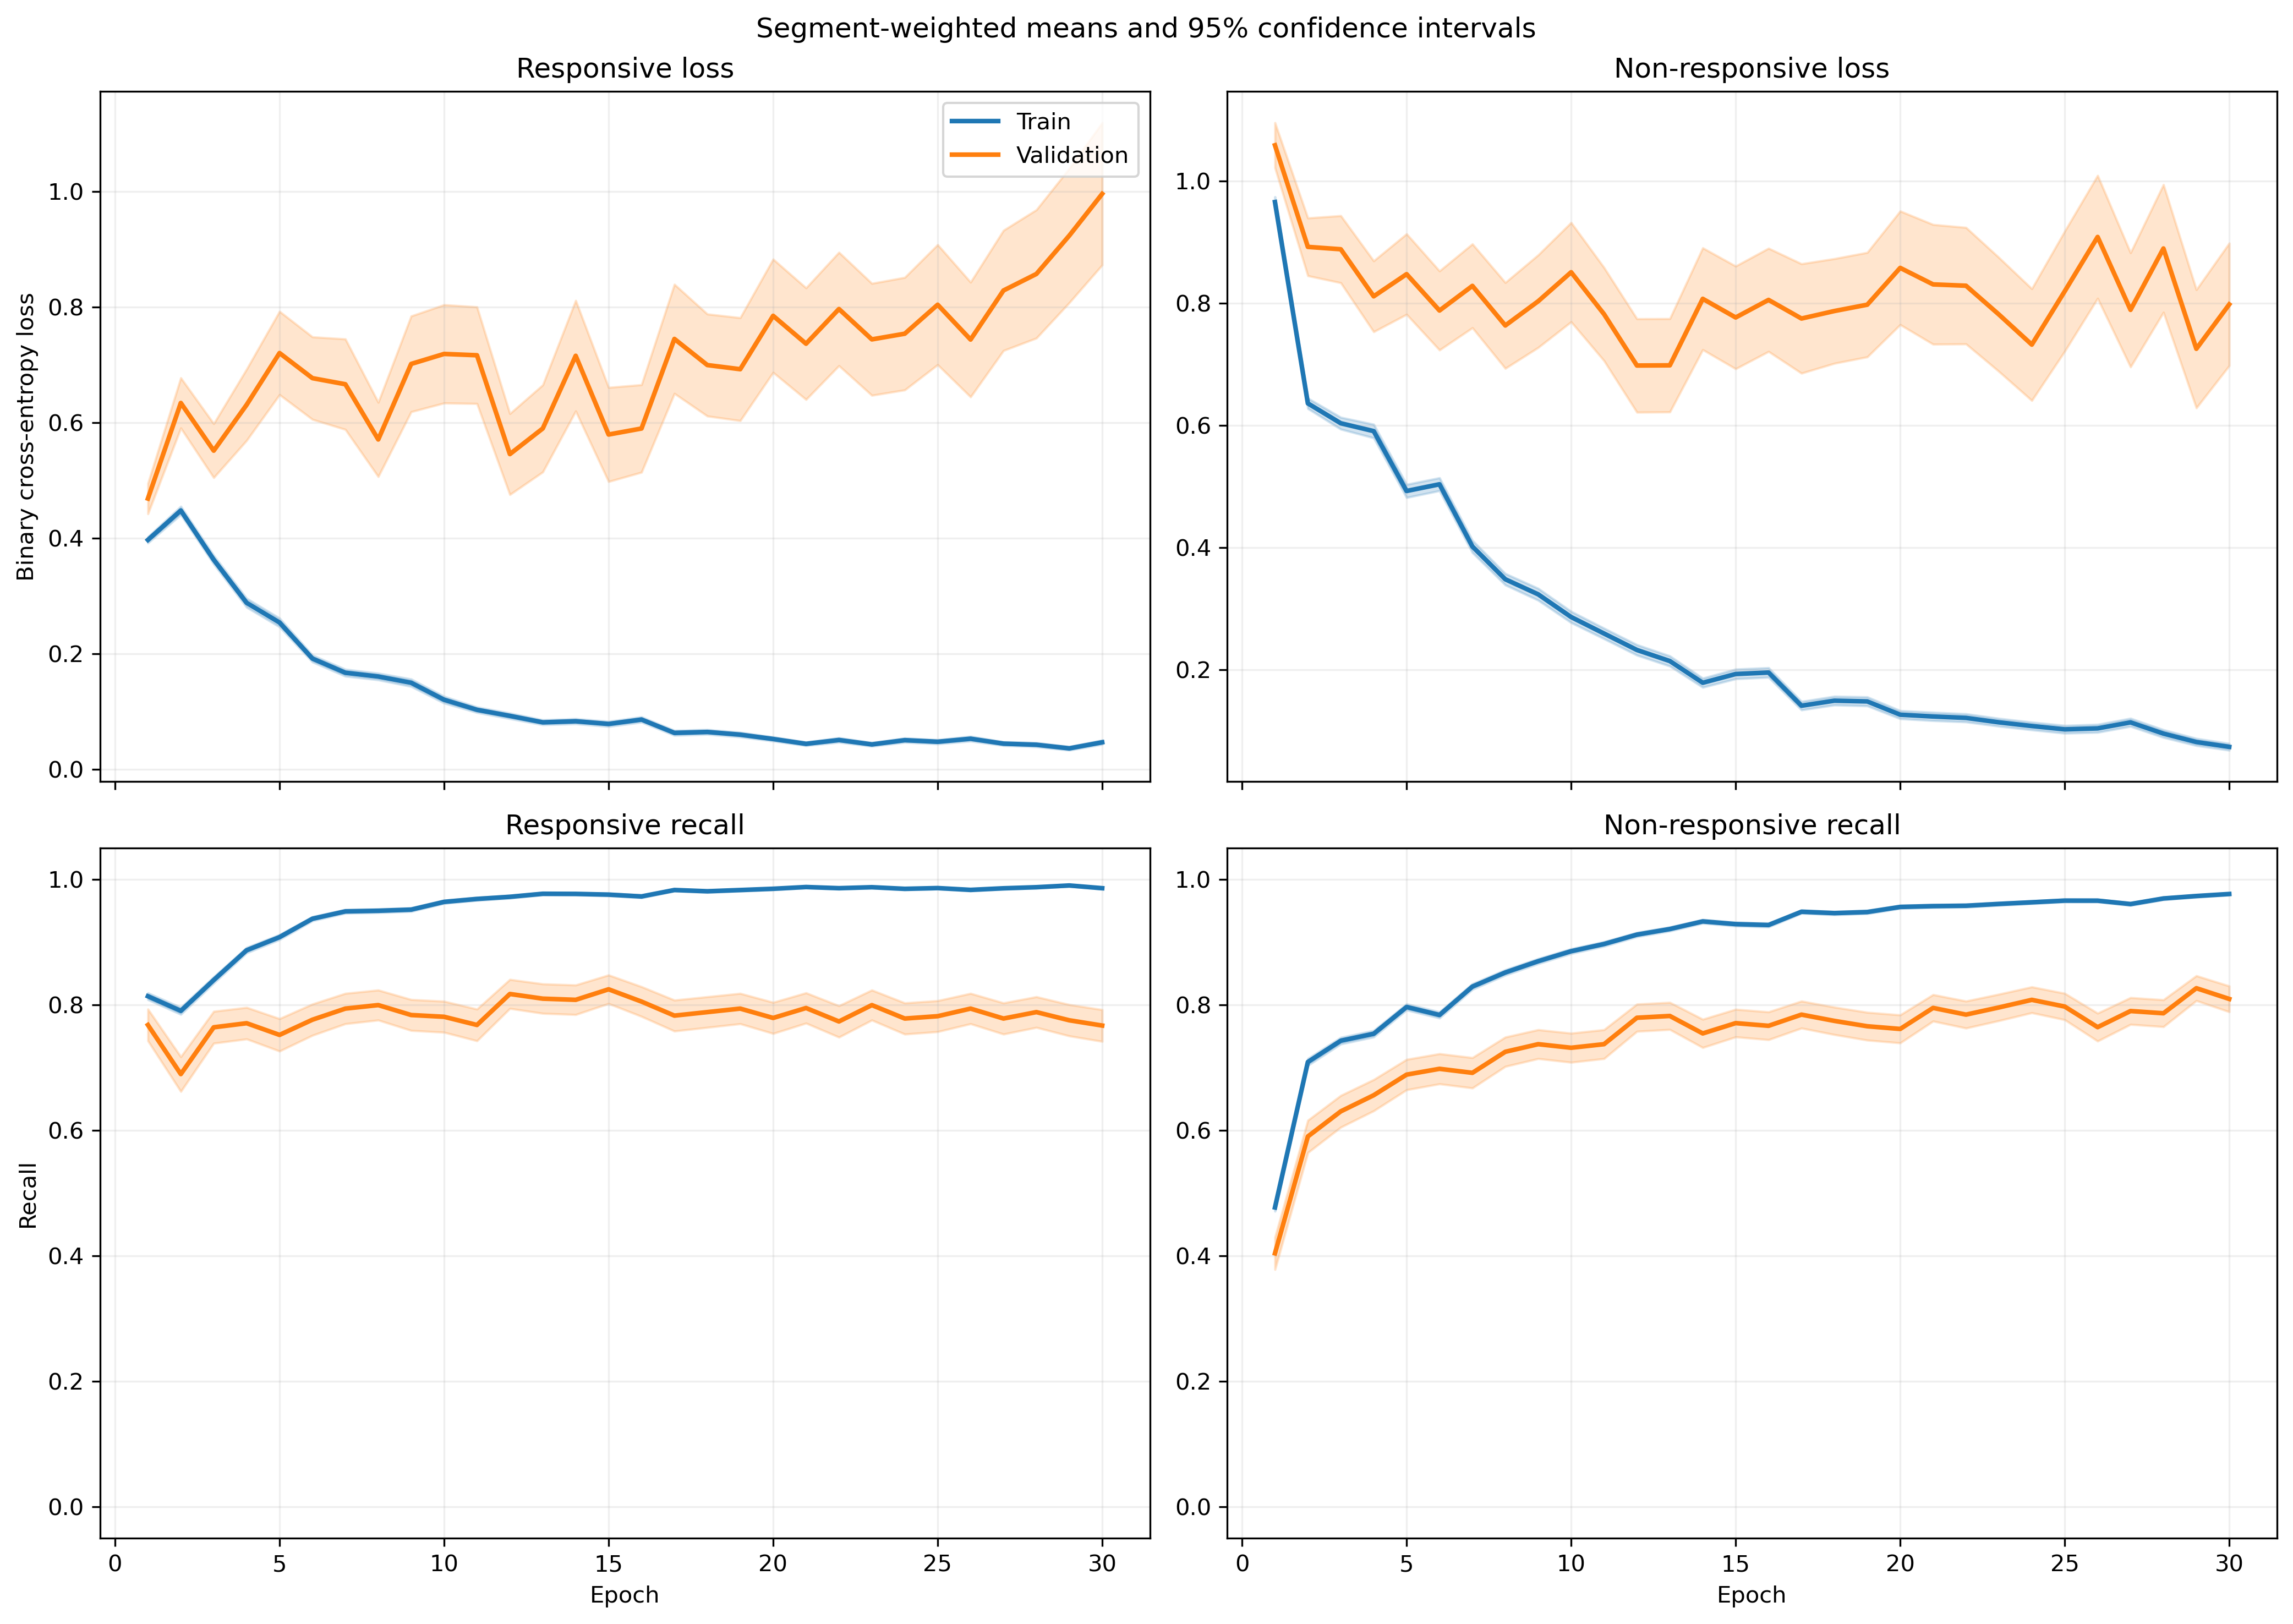 Segment-weighted means and 95% confidence intervals
Responsive loss
Non-responsive loss
Train
Validation
Binary cross-entropy loss
1.0
0.8
0.6
0.4
0.2
0.0
1.0
0.8
0.6
0.4
0.2
Responsive recall
Non-responsive recall
Recall
1.0
0.8
0.6
0.4
0.2
0.0
1.0
0.8
0.6
0.4
0.2
0.0
0 5 10 15 20 25 30
0 5 10 15 20 25 30
Epoch
Epoch